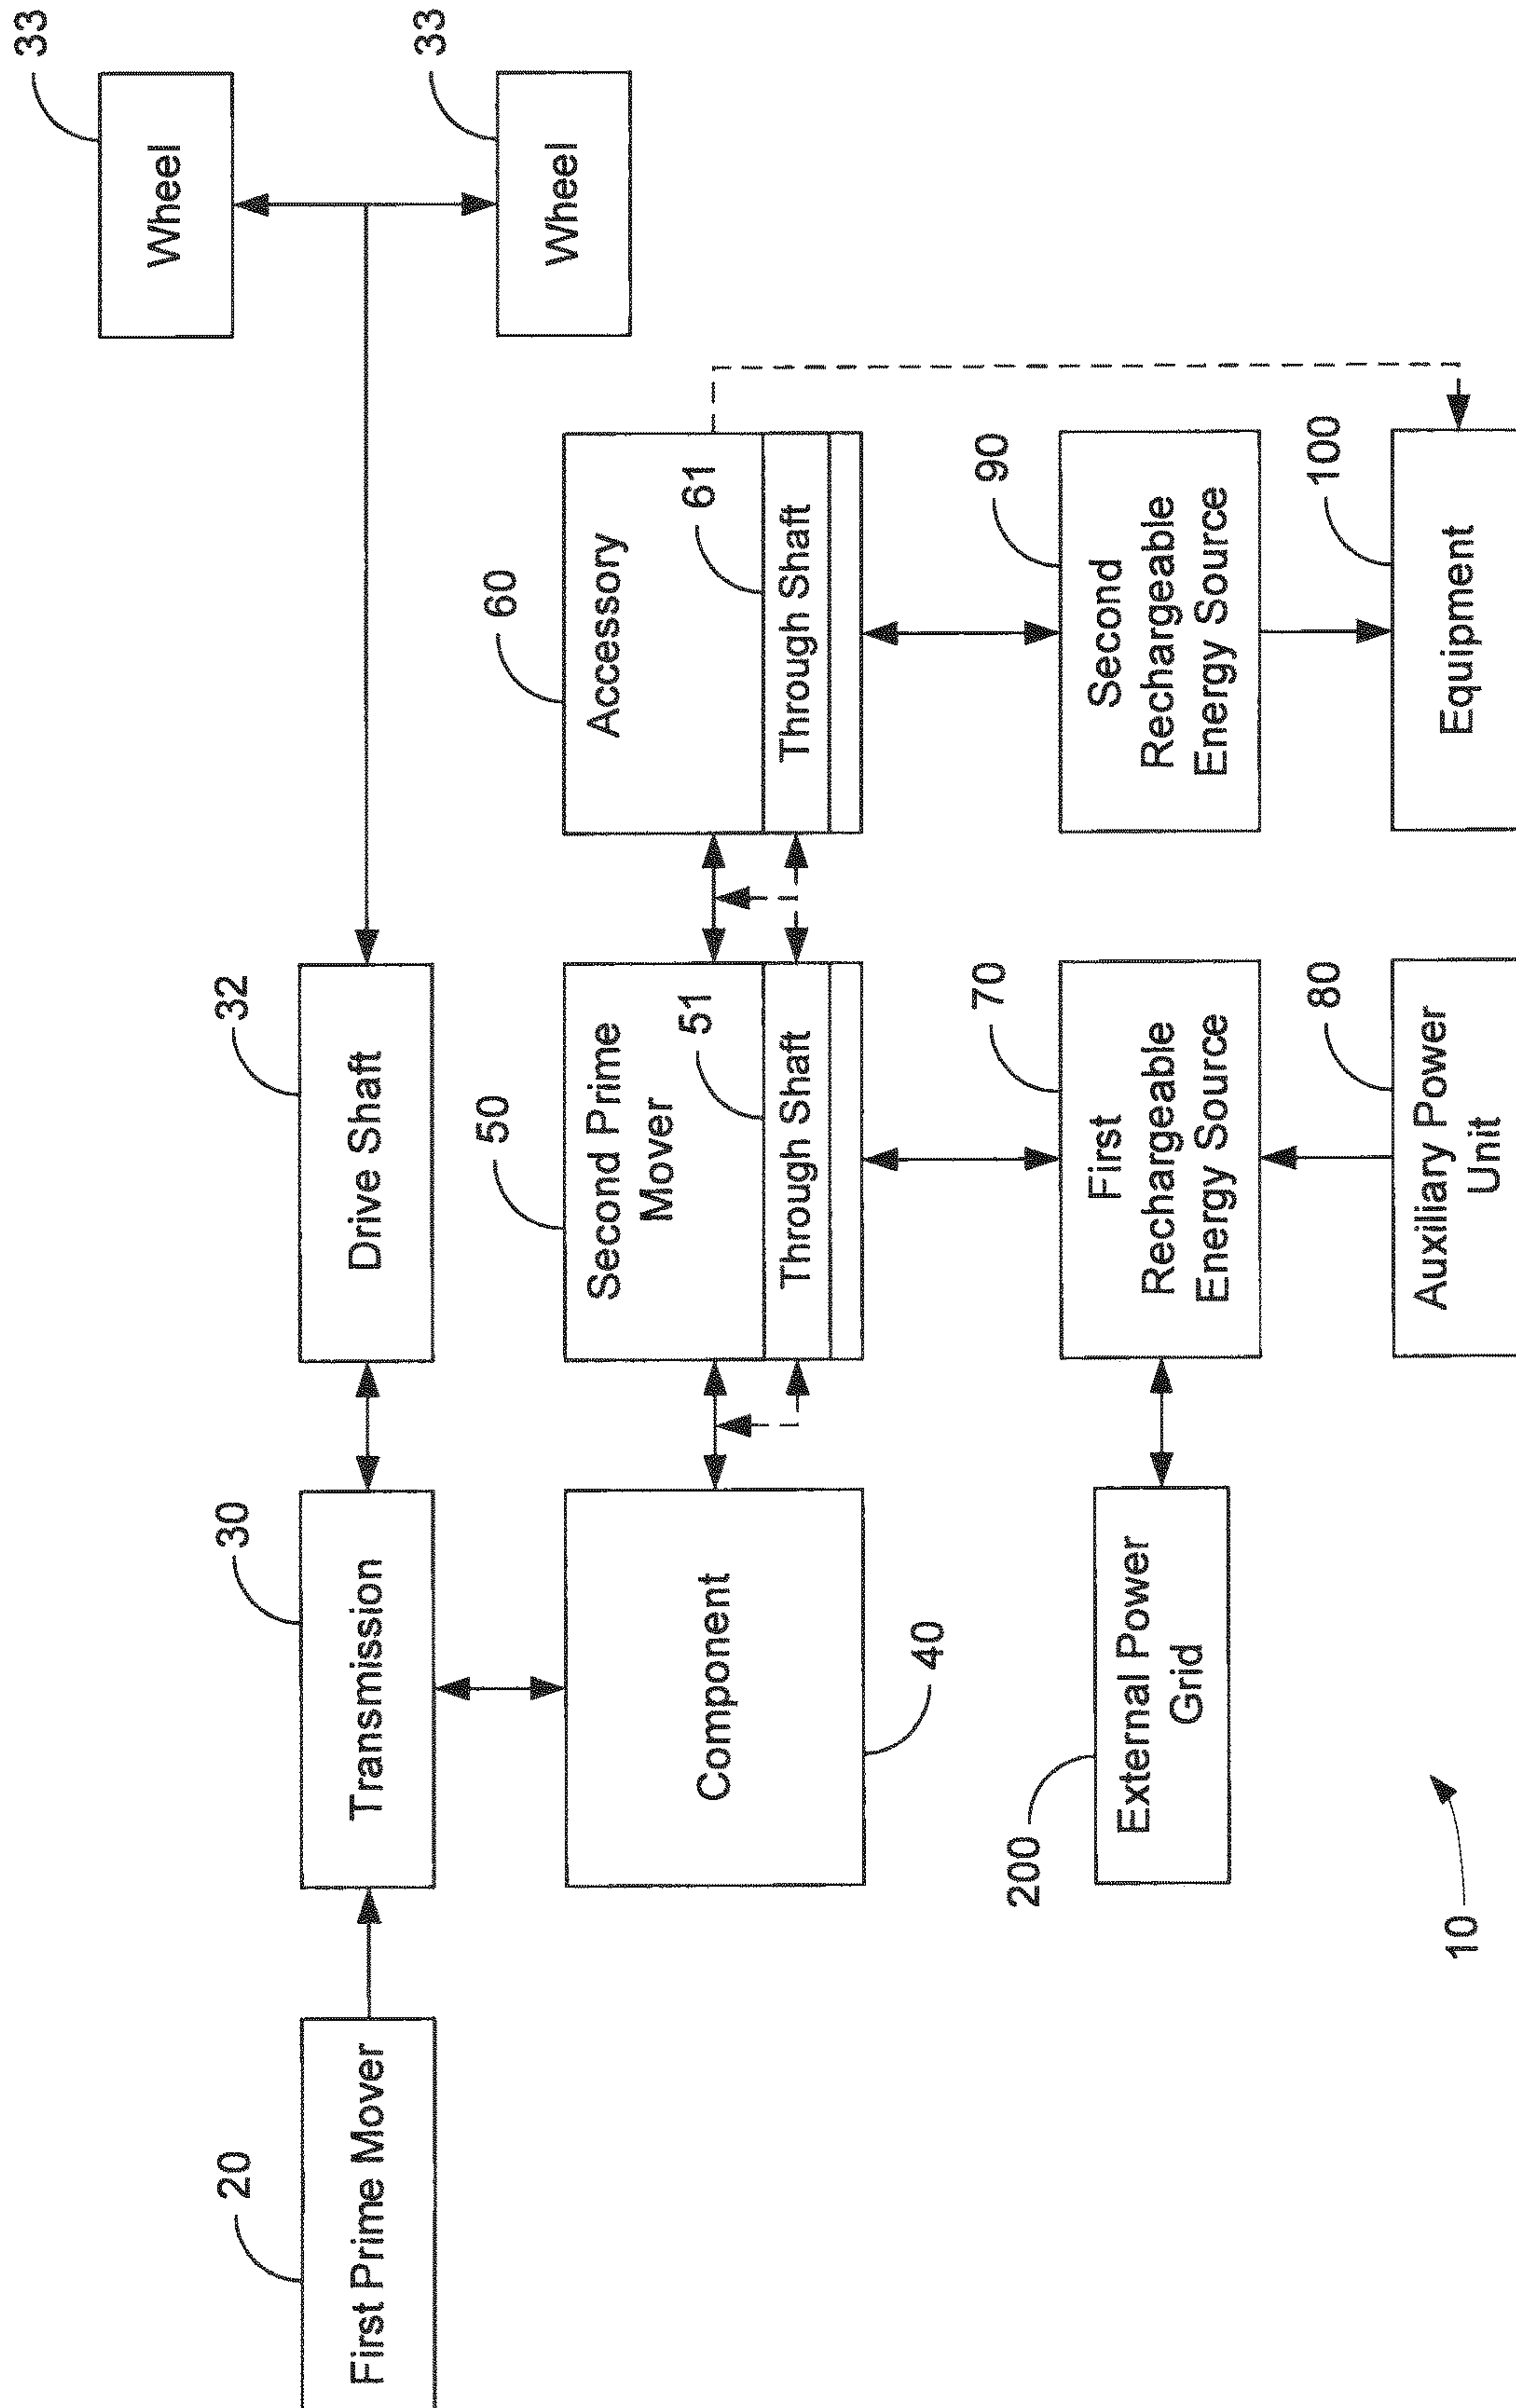 20
First Prime Mover
30
Transmission
32
Drive Shaft
33
Wheel
33
Wheel
Component
40
50
Second Prime
Mover
51
Through Shaft
60
Accessory
61
Through Shaft
200
External Power
Grid
70
First
Rechargeable
Energy Source
90
Second
Rechargeable
Energy Source
80
Auxiliary Power
Unit
100
Equipment
10